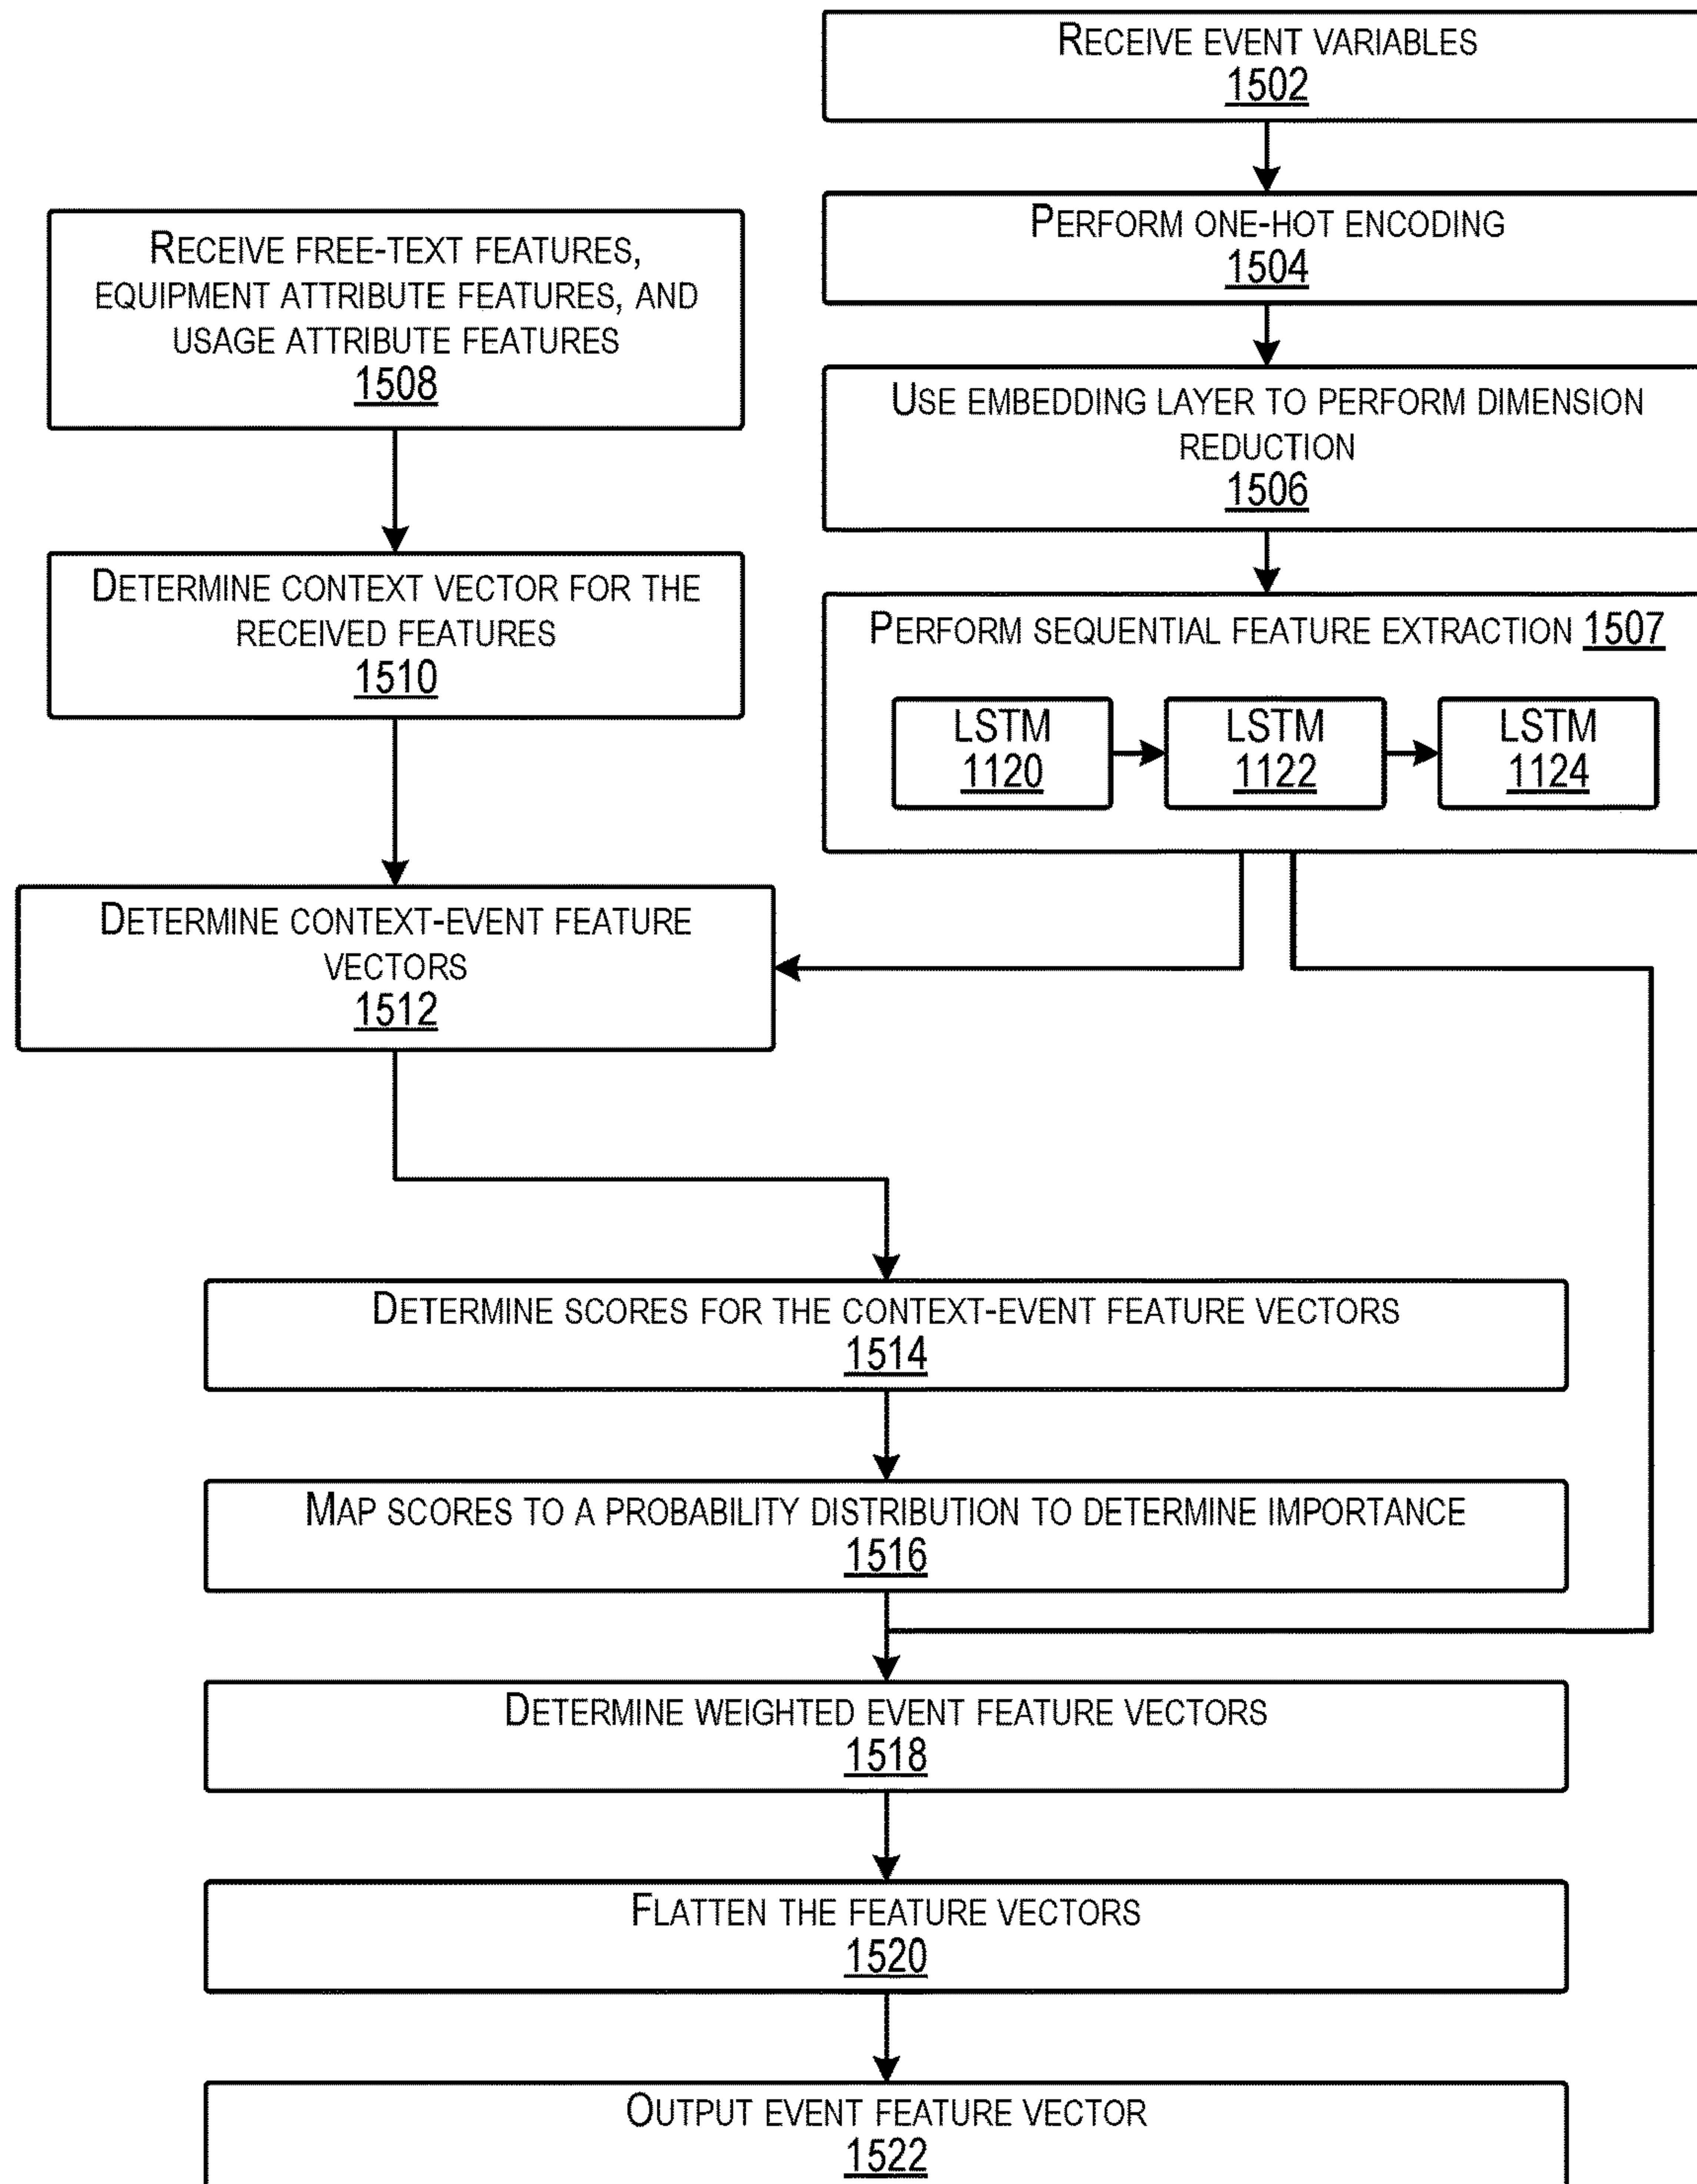 RECEIVE EVENT VARIABLES
1502
PERFORM ONE-HOT ENCODING
1504
USE EMBEDDING LAYER TO PERFORM DIMENSION
REDUCTION
1506
PERFORM SEQUENTIAL FEATURE EXTRACTION 1507
LSTM
1120
LSTM
1122
LSTM
1124
RECEIVE FREE-TEXT FEATURES,
EQUIPMENT ATTRIBUTE FEATURES, AND
USAGE ATTRIBUTE FEATURES
1508
DETERMINE CONTEXT VECTOR FOR THE
RECEIVED FEATURES
1510
DETERMINE CONTEXT-EVENT FEATURE
VECTORS
1512
DETERMINE SCORES FOR THE CONTEXT-EVENT FEATURE VECTORS
1514
MAP SCORES TO A PROBABILITY DISTRIBUTION TO DETERMINE IMPORTANCE
1516
DETERMINE WEIGHTED EVENT FEATURE VECTORS
1518
FLATTEN THE FEATURE VECTORS
1520
OUTPUT EVENT FEATURE VECTOR
1522